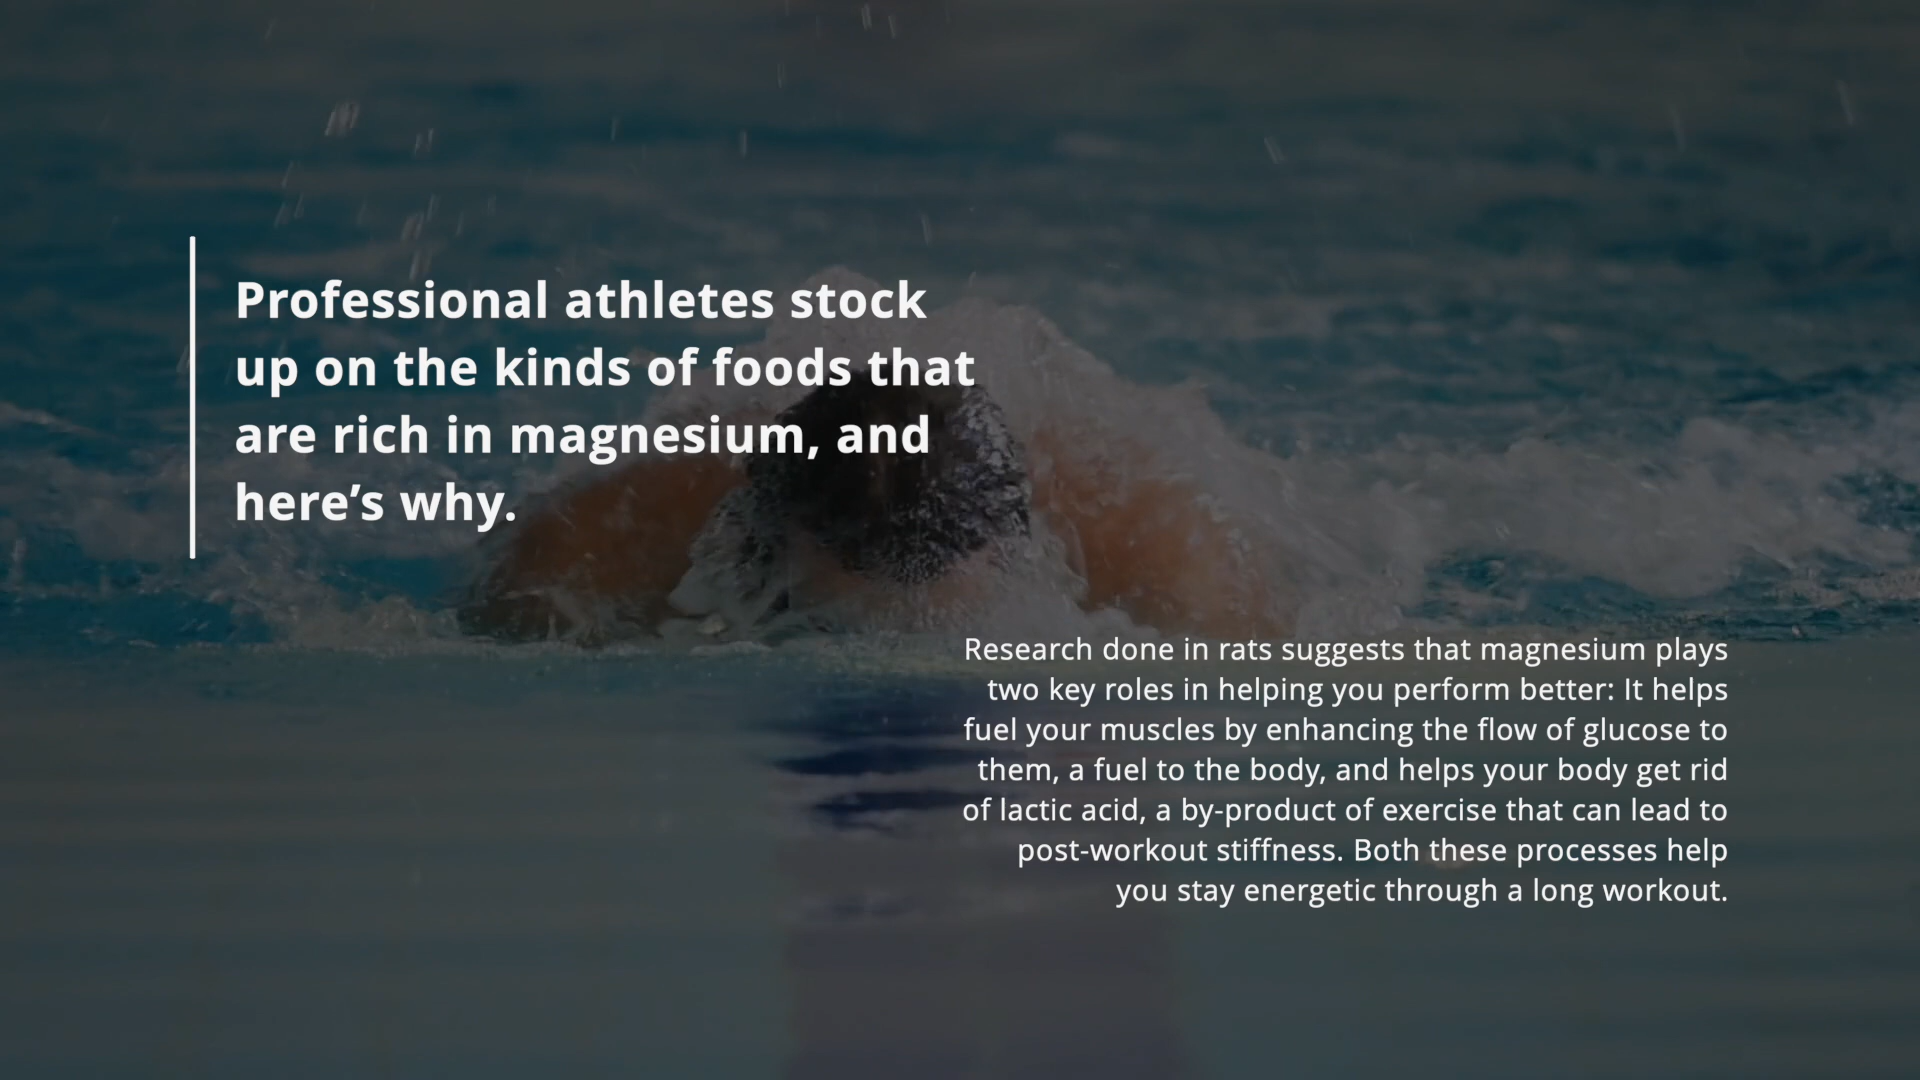 Professional athletes stock
up on the kinds of foods that
are rich in magnesium, and
here’s why.
Research done in rats suggests that magnesium plays
two key roles in helping you perform better: It helps
fuel your muscles by enhancing the flow of glucose to
them, a fuel to the body, and helps your body get rid
of lactic acid, a by-product of exercise that can lead to
post-workout stiffness. Both these processes help
you stay energetic through a long workout.